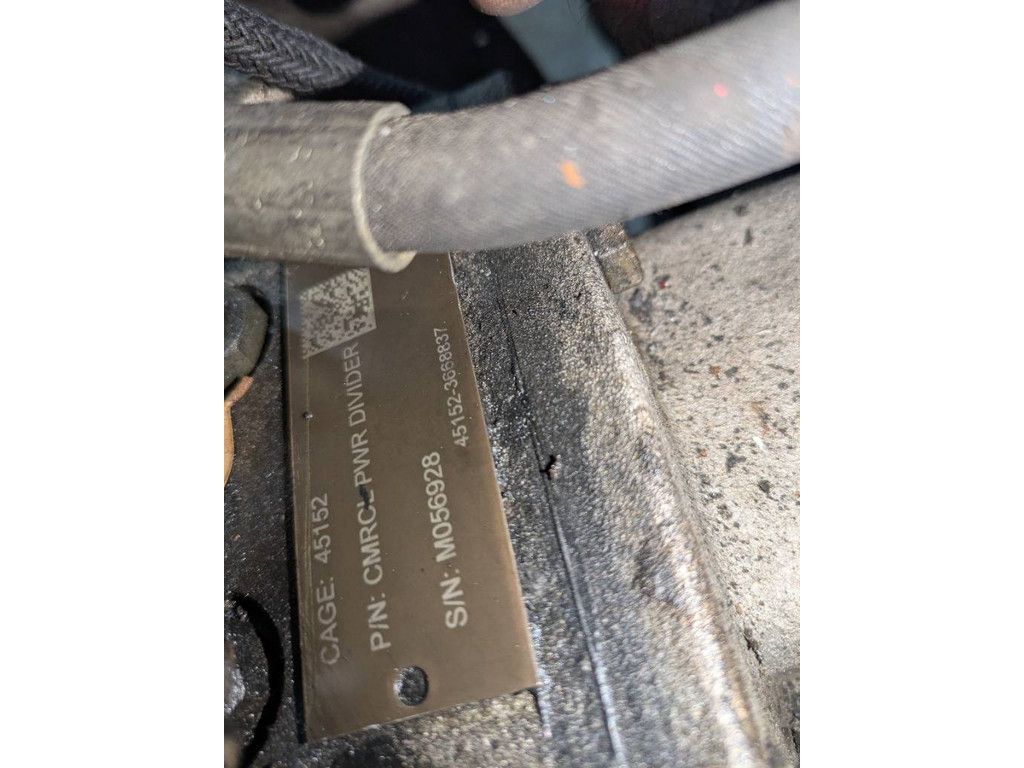 CAGE: 45152
P/N: CMRCL PWR DIVIDER
S/N: M056928
45152-3668837